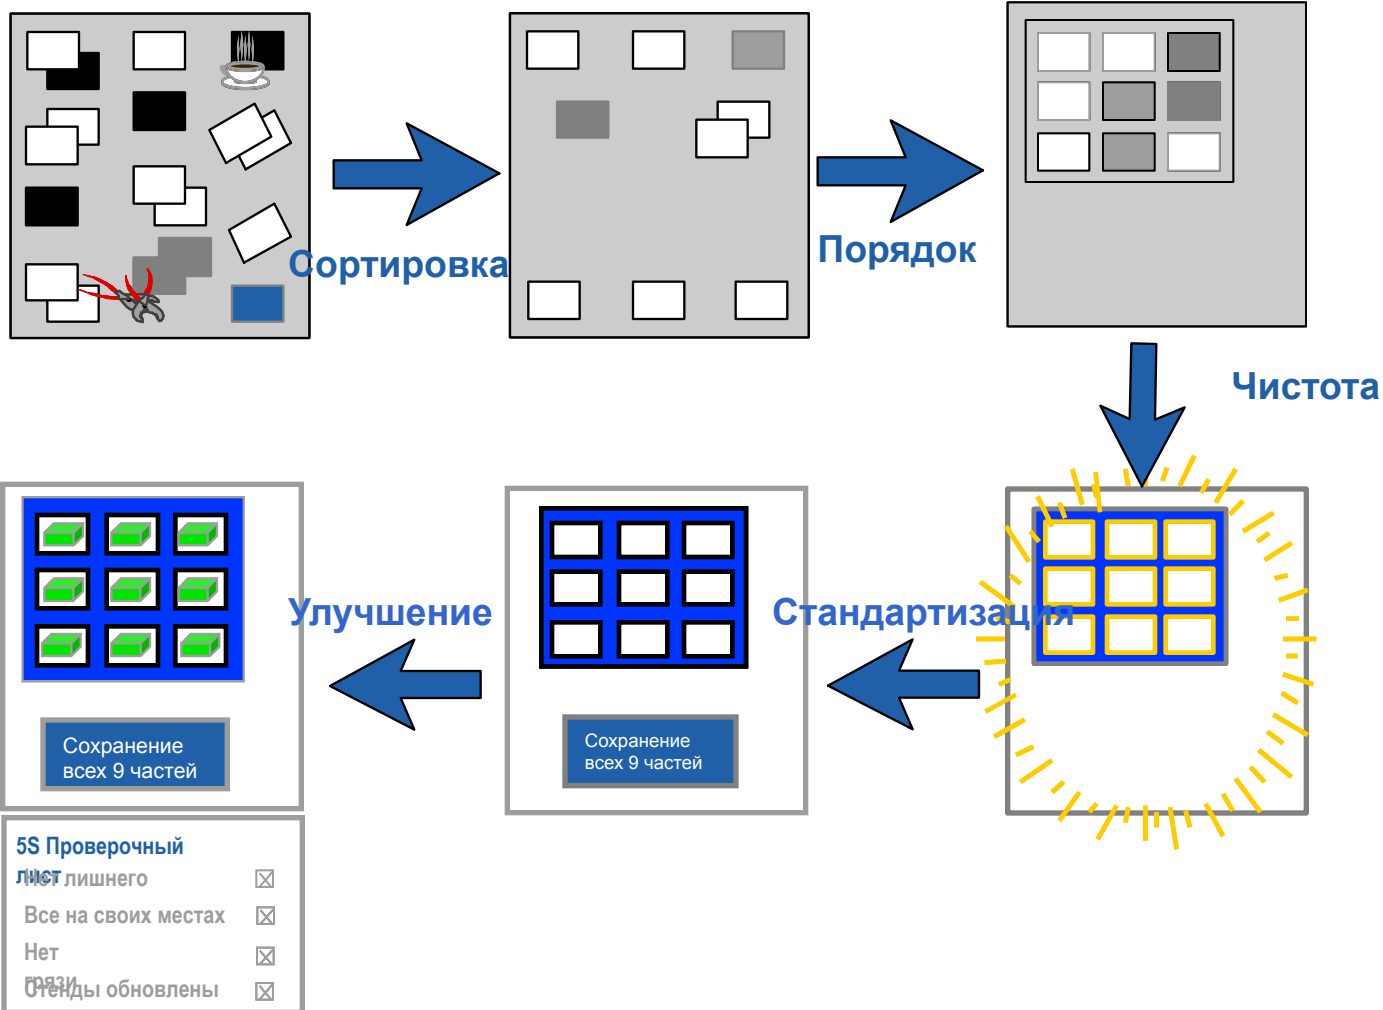 Сортировка
Порядок
Чистота
Стандартизация
Улучшение
Сохранение
всех 9 частей
Сохранение
всех 9 частей
5S Проверочный
лист
Нет лишнего
Все на своих местах
Нет
грязи
Стенды обновлены